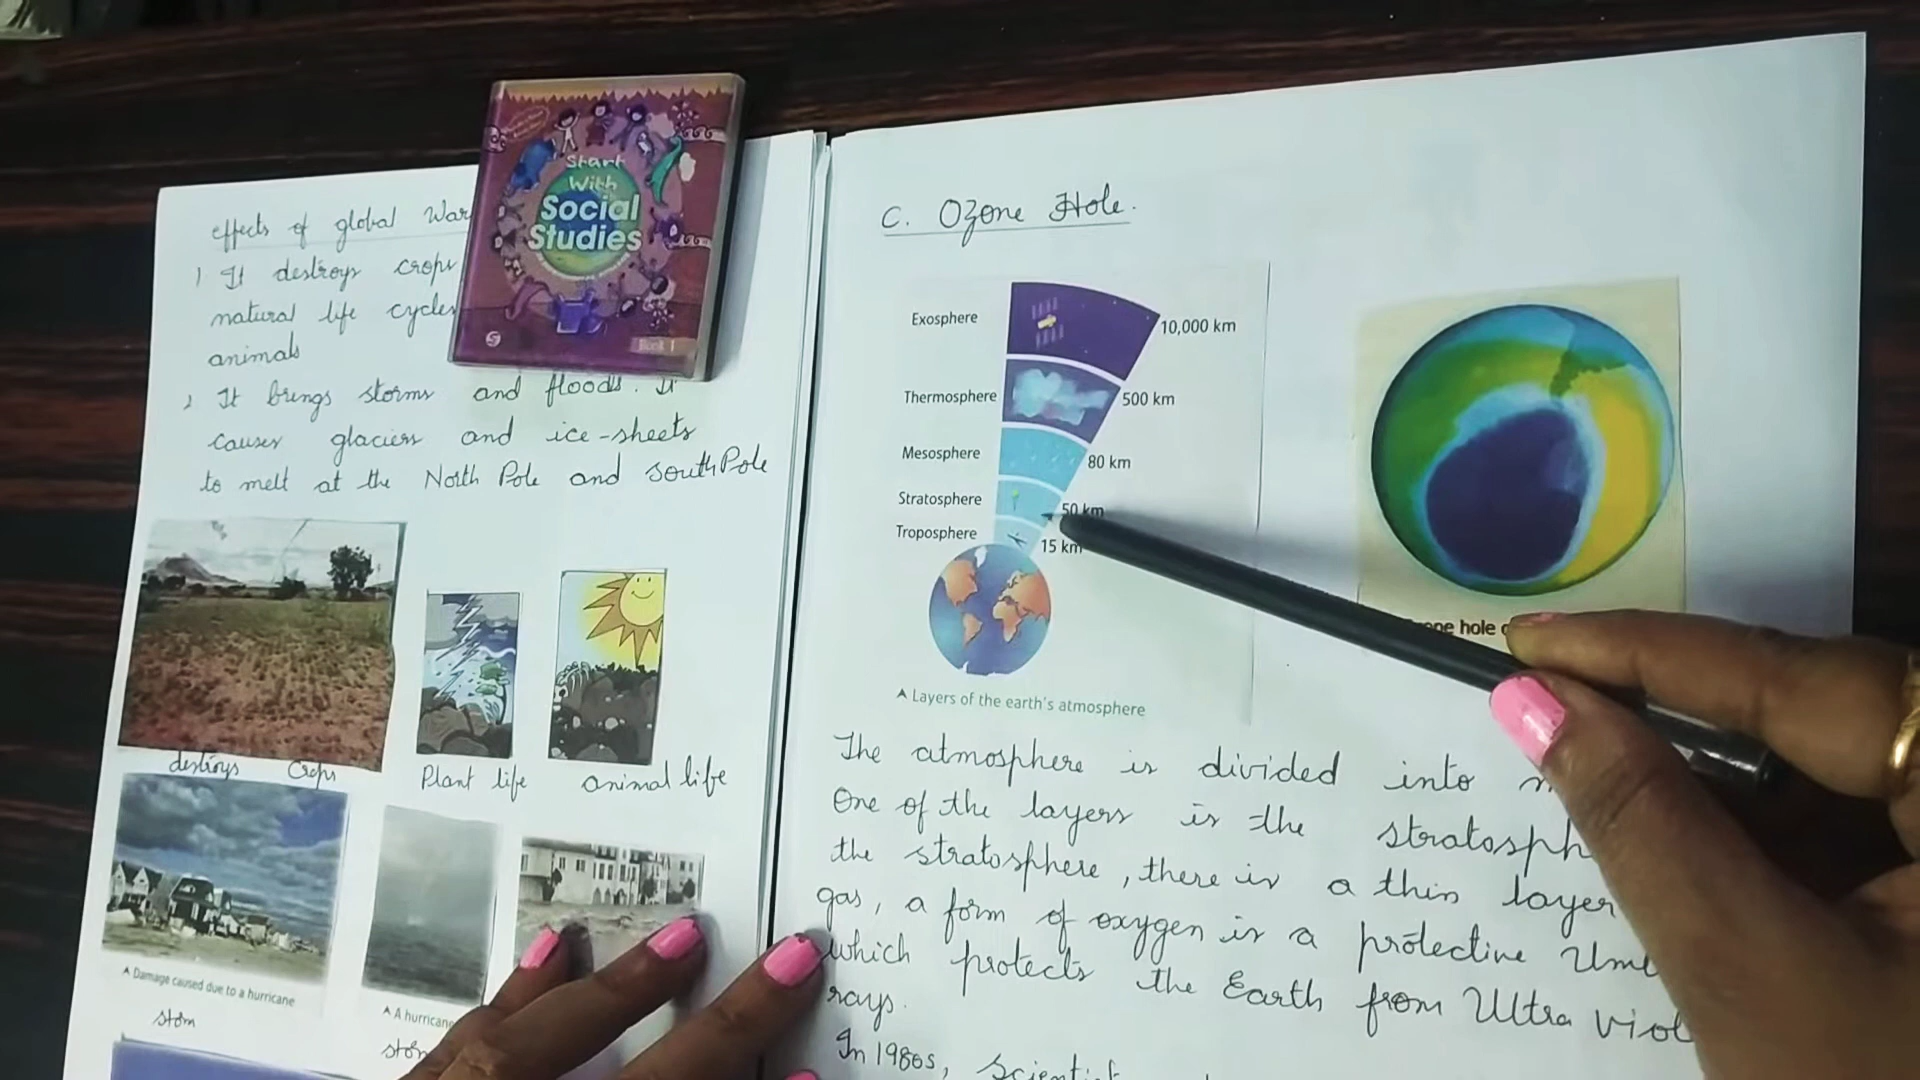 effects of global War
1) It destroys crops
natural life cycles
animals
2 It brings storms and floods. It
causes glaciers and ice-sheets
to melt at the North Pole and South Pole
destroys crops
Plant life
animal life
Damage caused due to a hurricane
A hurricane
stom
Start
With
Social
Studies
Book 1
C. Ozone Hole.
Exosphere
10,000 km
Thermosphere
500 km
Mesosphere
80 km
Stratosphere
50 km
Troposphere
15 km
Layers of the earth's atmosphere
hole
The atmosphere is divided into
One of the layers is the stratosph
the stratosphere, there is a thin layer
gas, a form of oxygen is a protective Um
which protects the Earth from Ultra Viol
rays.
In 1980s,